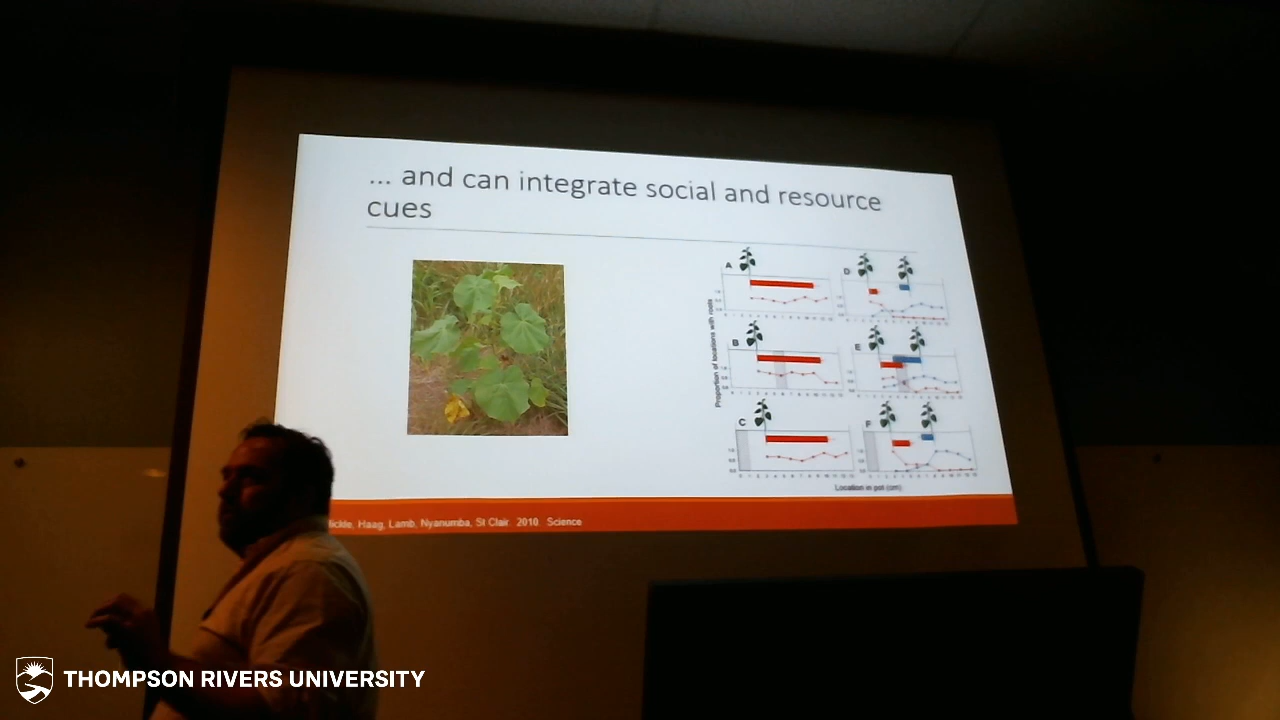 ... and can integrate social and resource
cues
A
D
B
E
C
F
Proportion of locations with roots
Location in pot (cm)
Haag, Lamb, Nyanumba, St Clair 2010 Science
THOMPSON RIVERS UNIVERSITY